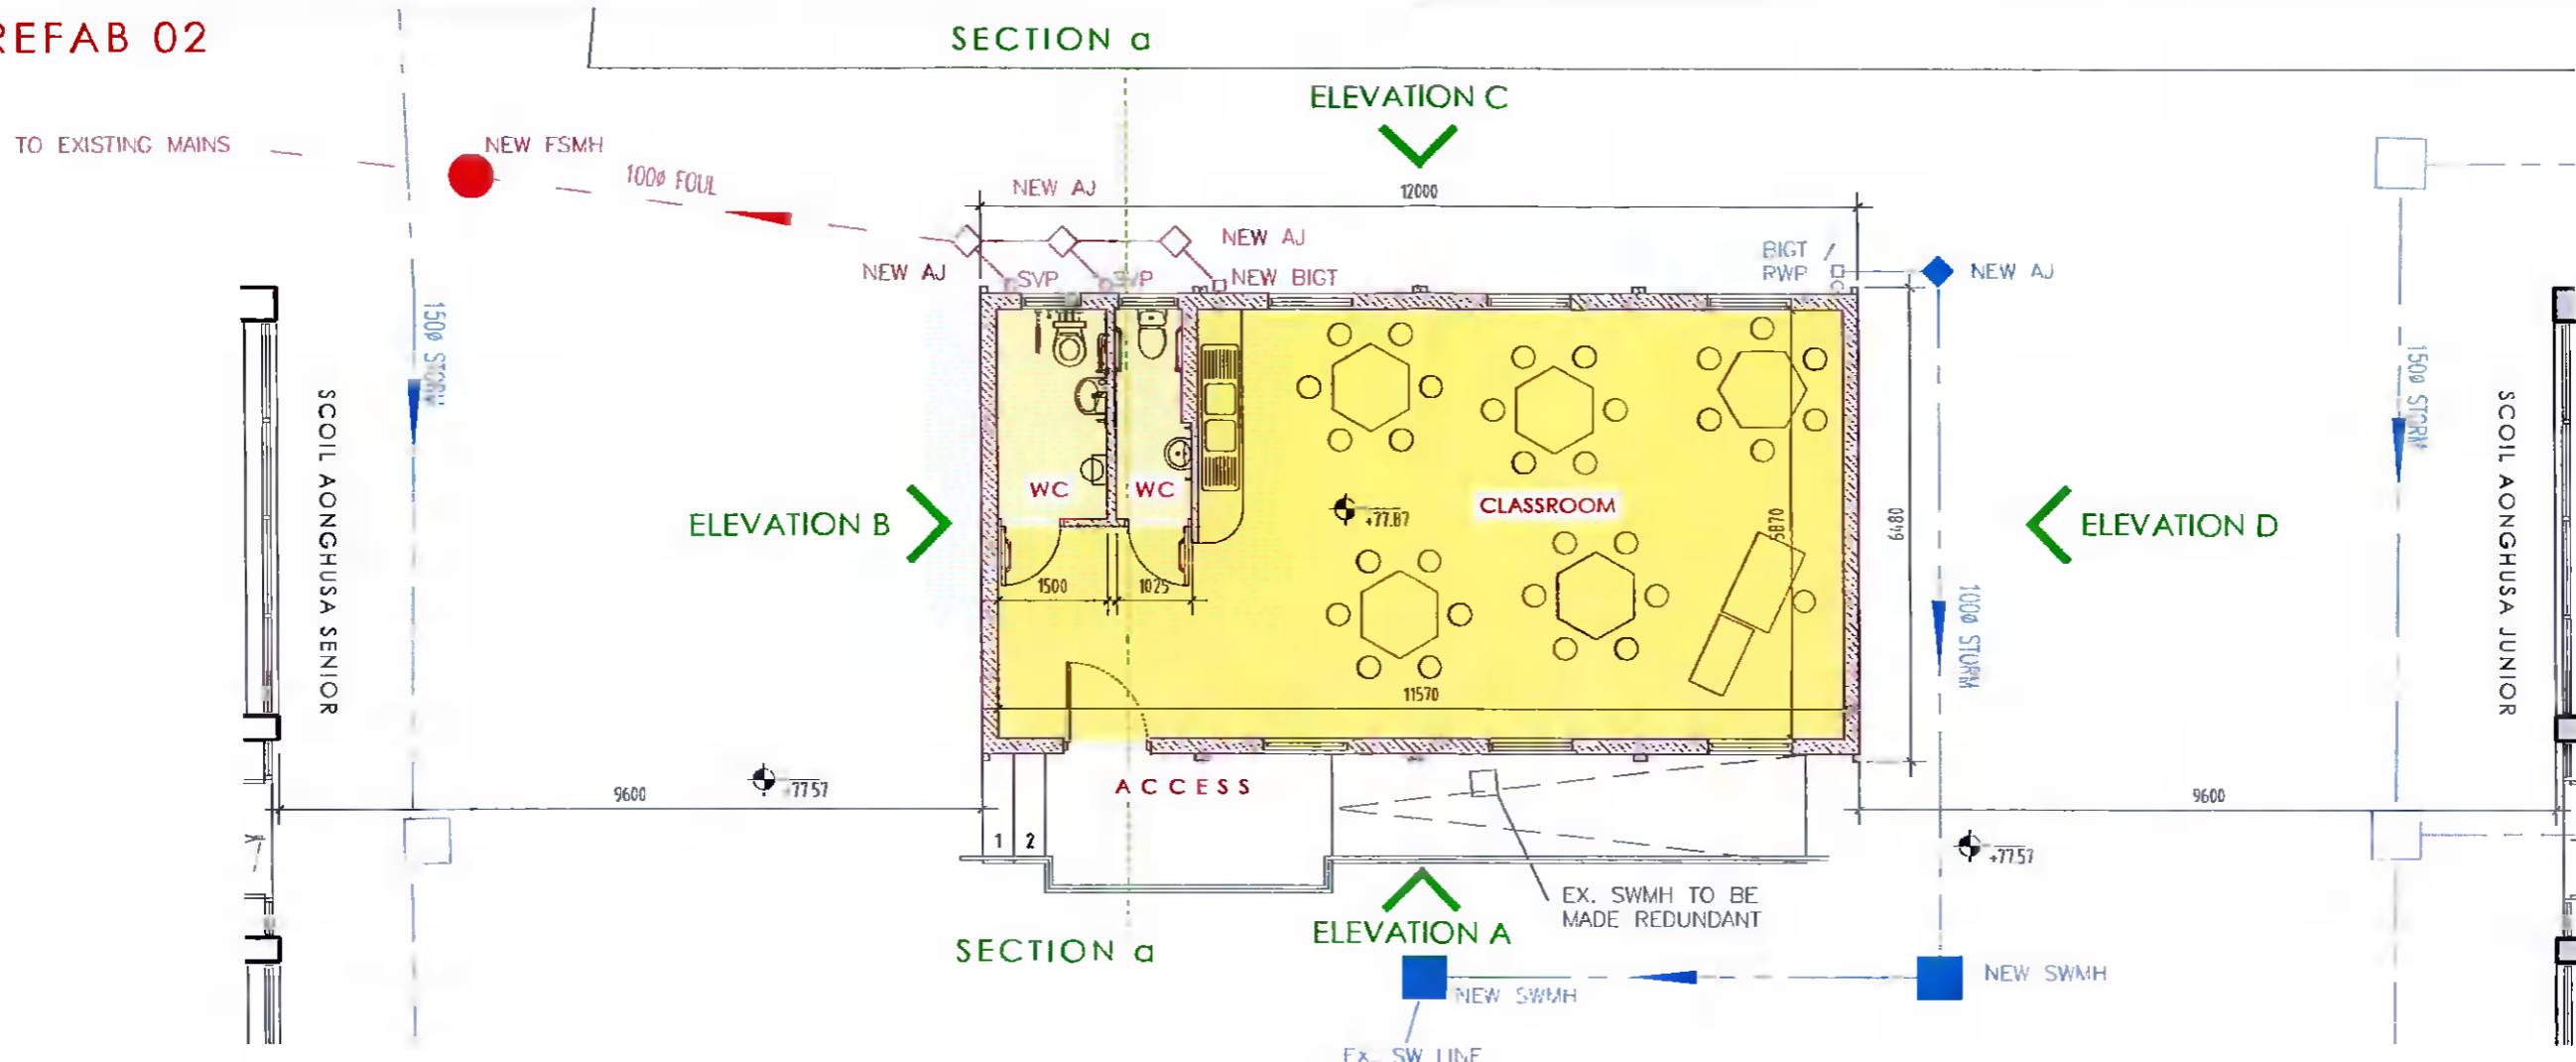 REFAB 02
SECTION a
ELEVATION C
TO EXISTING MAINS
NEW FSMH
100ø FOUL
NEW AJ
12000
NEW AJ
NEW AJ
SVP
SVP
NEW BIGT
BIGT /
RWP
NEW AJ
150ø STORM
150ø STORM
SCOIL AONGHUSA SENIOR
SCOIL AONGHUSA JUNIOR
WC
WC
CLASSROOM
+77.87
5870
6480
ELEVATION B
ELEVATION D
1500
1025
100ø STORM
11570
ACCESS
9600
+77.57
9600
+77.57
1
2
EX. SWMH TO BE
MADE REDUNDANT
ELEVATION A
SECTION a
NEW SWMH
NEW SWMH
EX. SW LINE